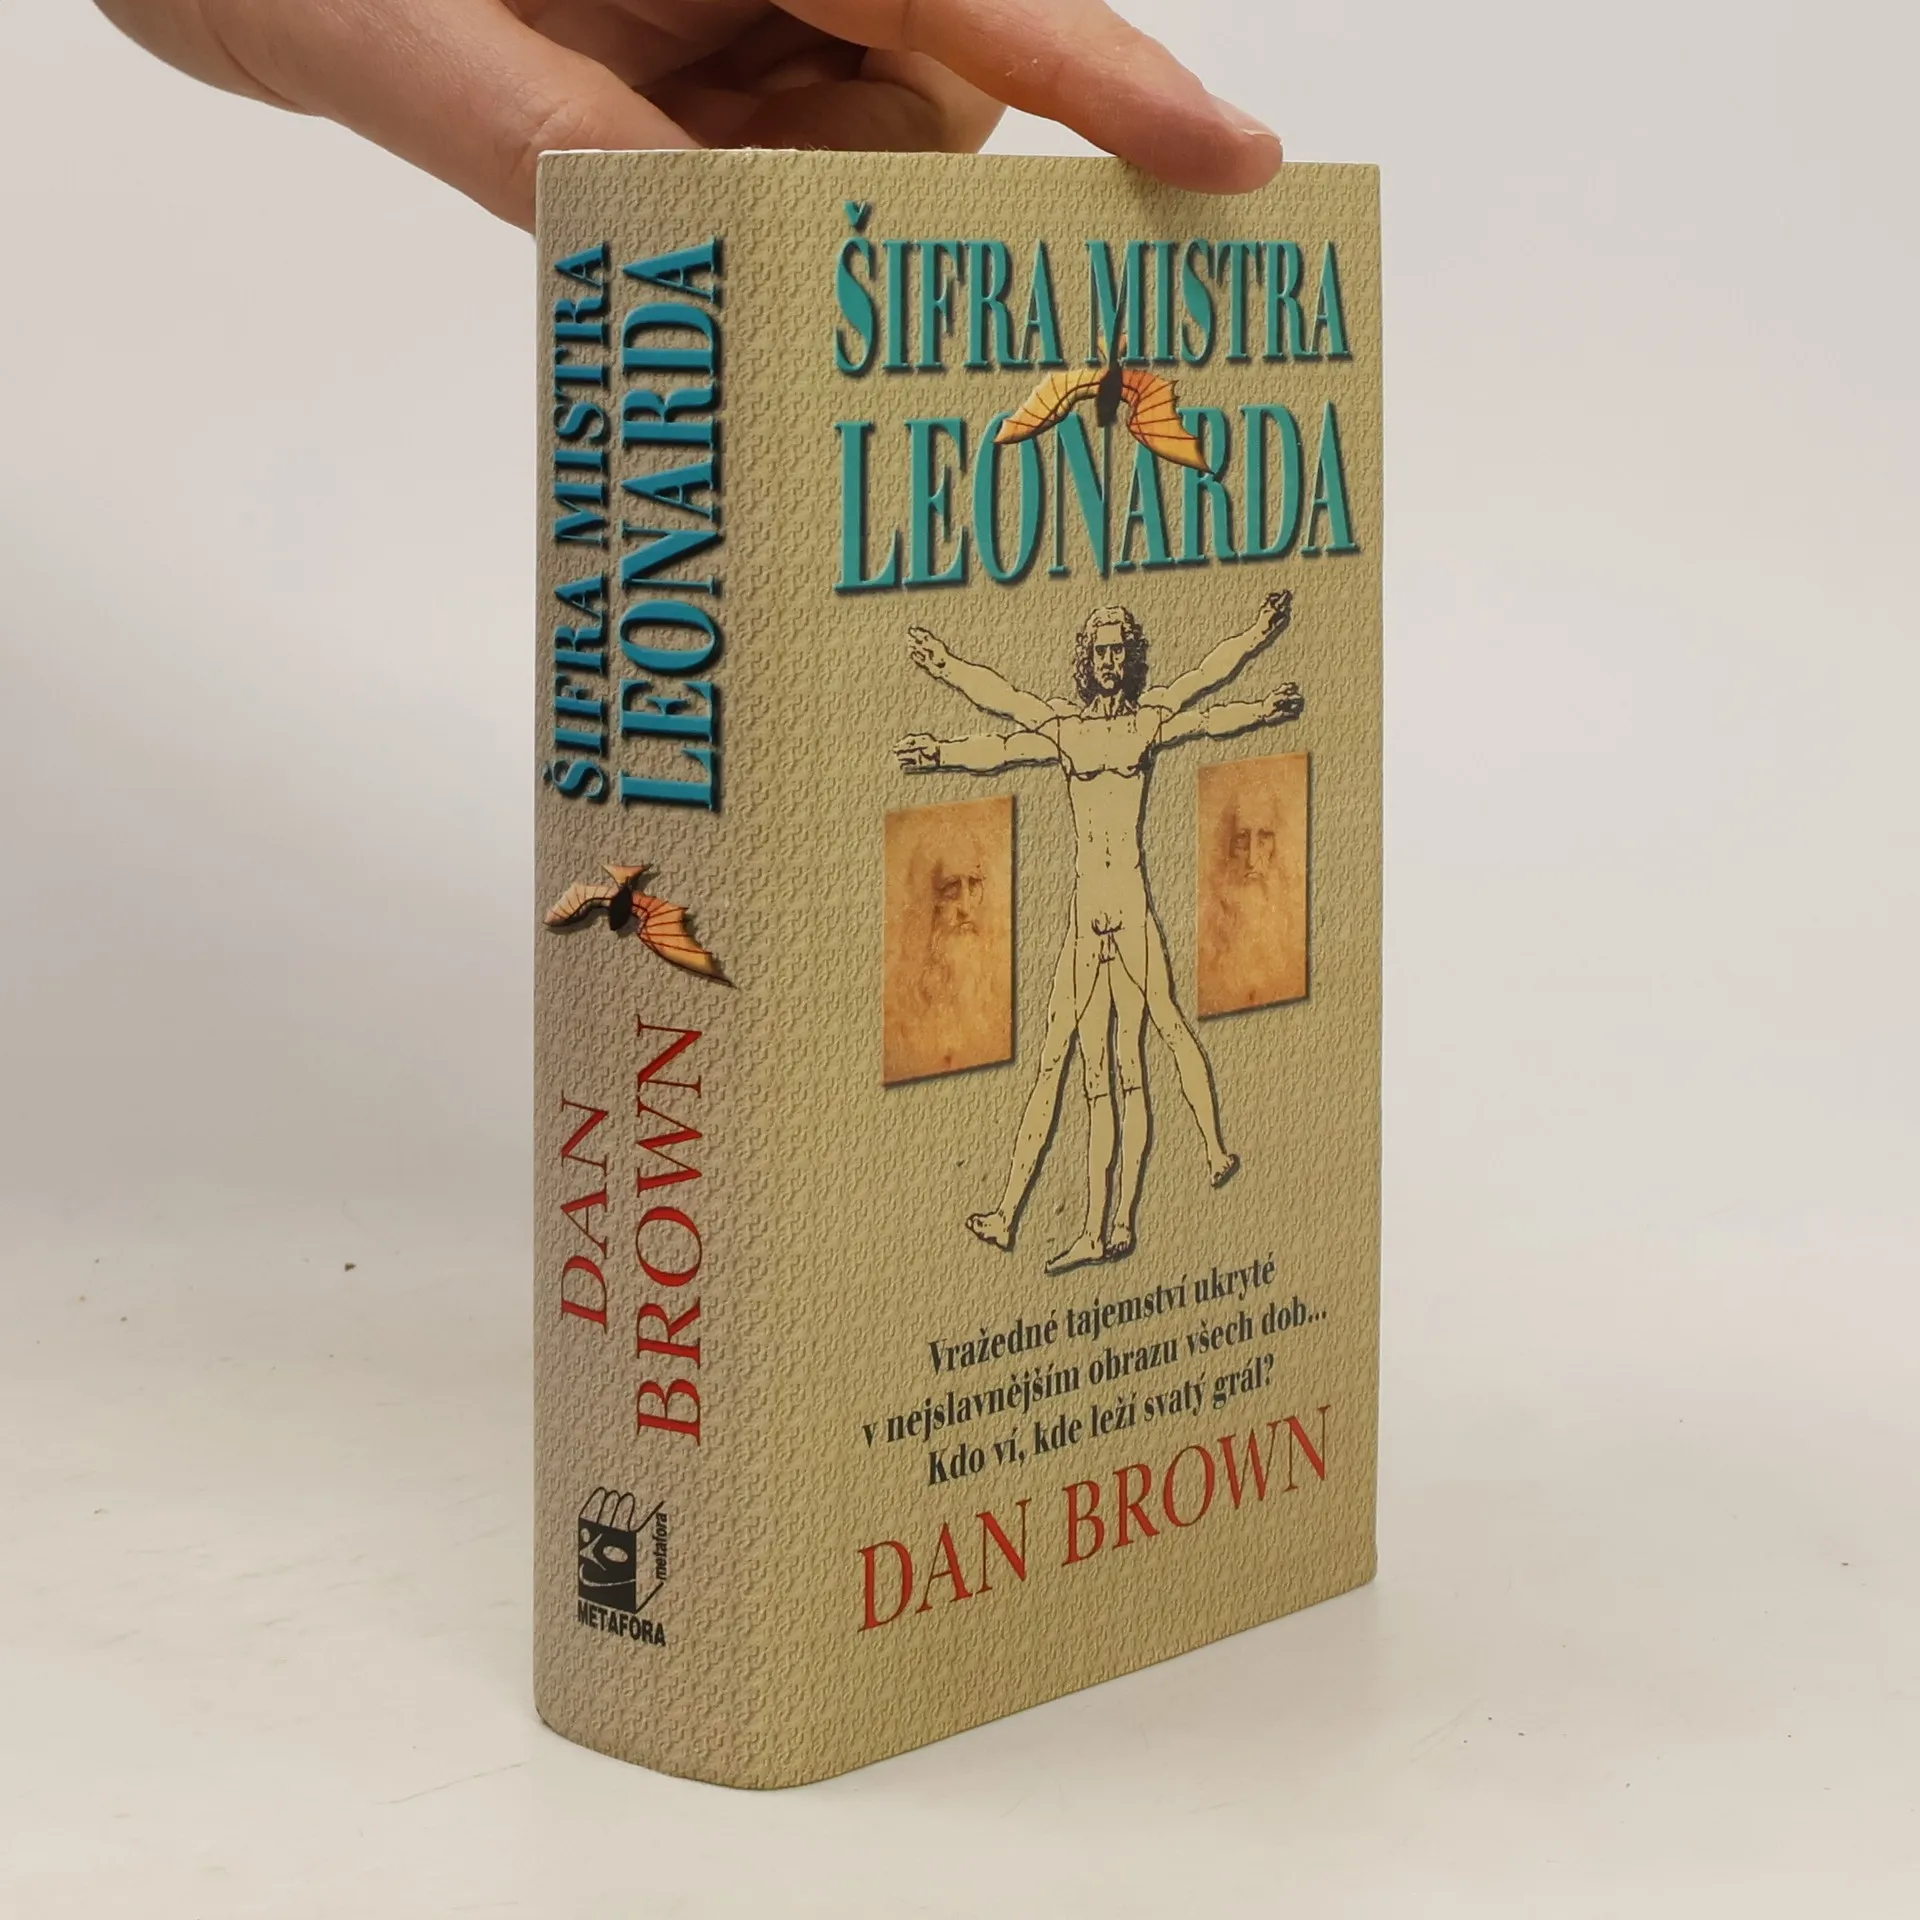 ŠIFRA MISTRA
LEONARDA
DAN
BROWN
metafora
METAFORA
ŠIFRA MISTRA
LEONARDA
Vražedné tajemství ukryté
v nejslavnějším obrazu všech dob...
Kdo ví, kde leží svatý grál?
DAN BROWN